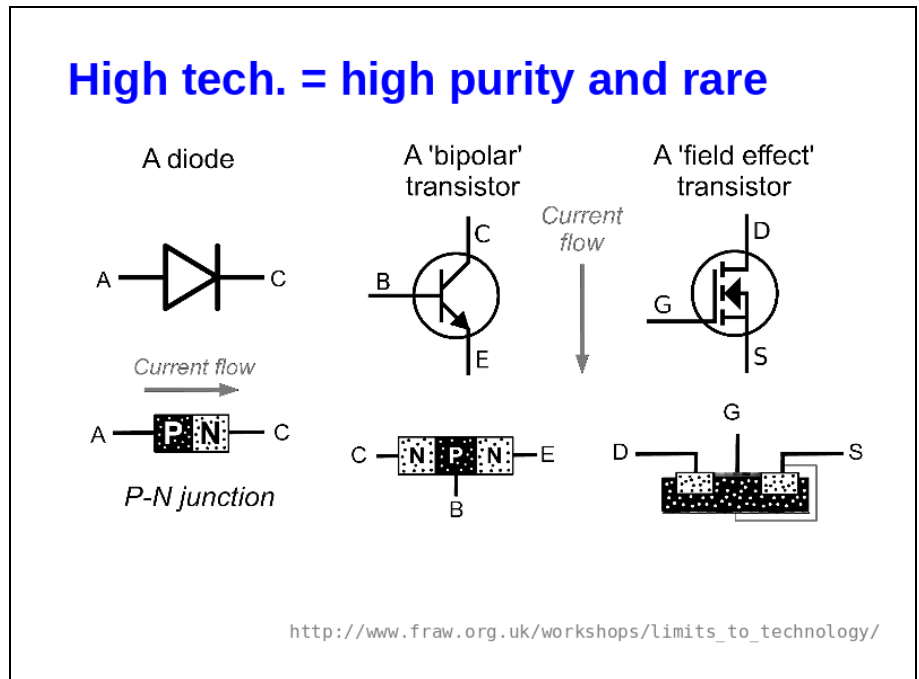 High tech. = high purity and rare
A diode
A 'bipolar'
transistor
A 'field effect'
transistor
A
C
B
C
E
Current
flow
G
D
S
Current flow
A
P N
C
P-N junction
C
N P N
E
B
D
G
S
http://www.fraw.org.uk/workshops/limits_to_technology/